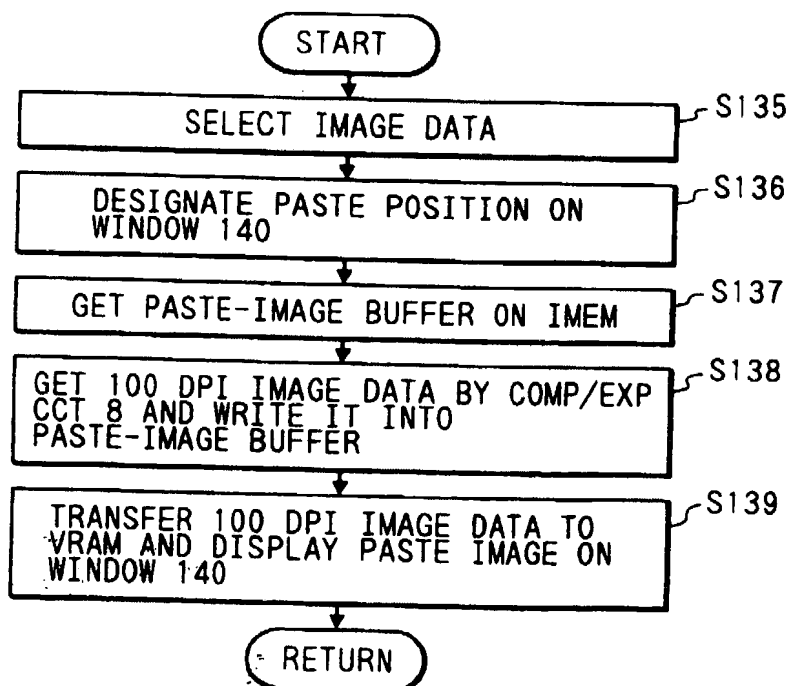 START
SELECT IMAGE DATA
S135
DESIGNATE PASTE POSITION ON
WINDOW 140
S136
GET PASTE-IMAGE BUFFER ON IMEM
S137
GET 100 DPI IMAGE DATA BY COMP/EXP
CCT 8 AND WRITE IT INTO
PASTE-IMAGE BUFFER
S138
TRANSFER 100 DPI IMAGE DATA TO
VRAM AND DISPLAY PASTE IMAGE ON
WINDOW 140
S139
RETURN